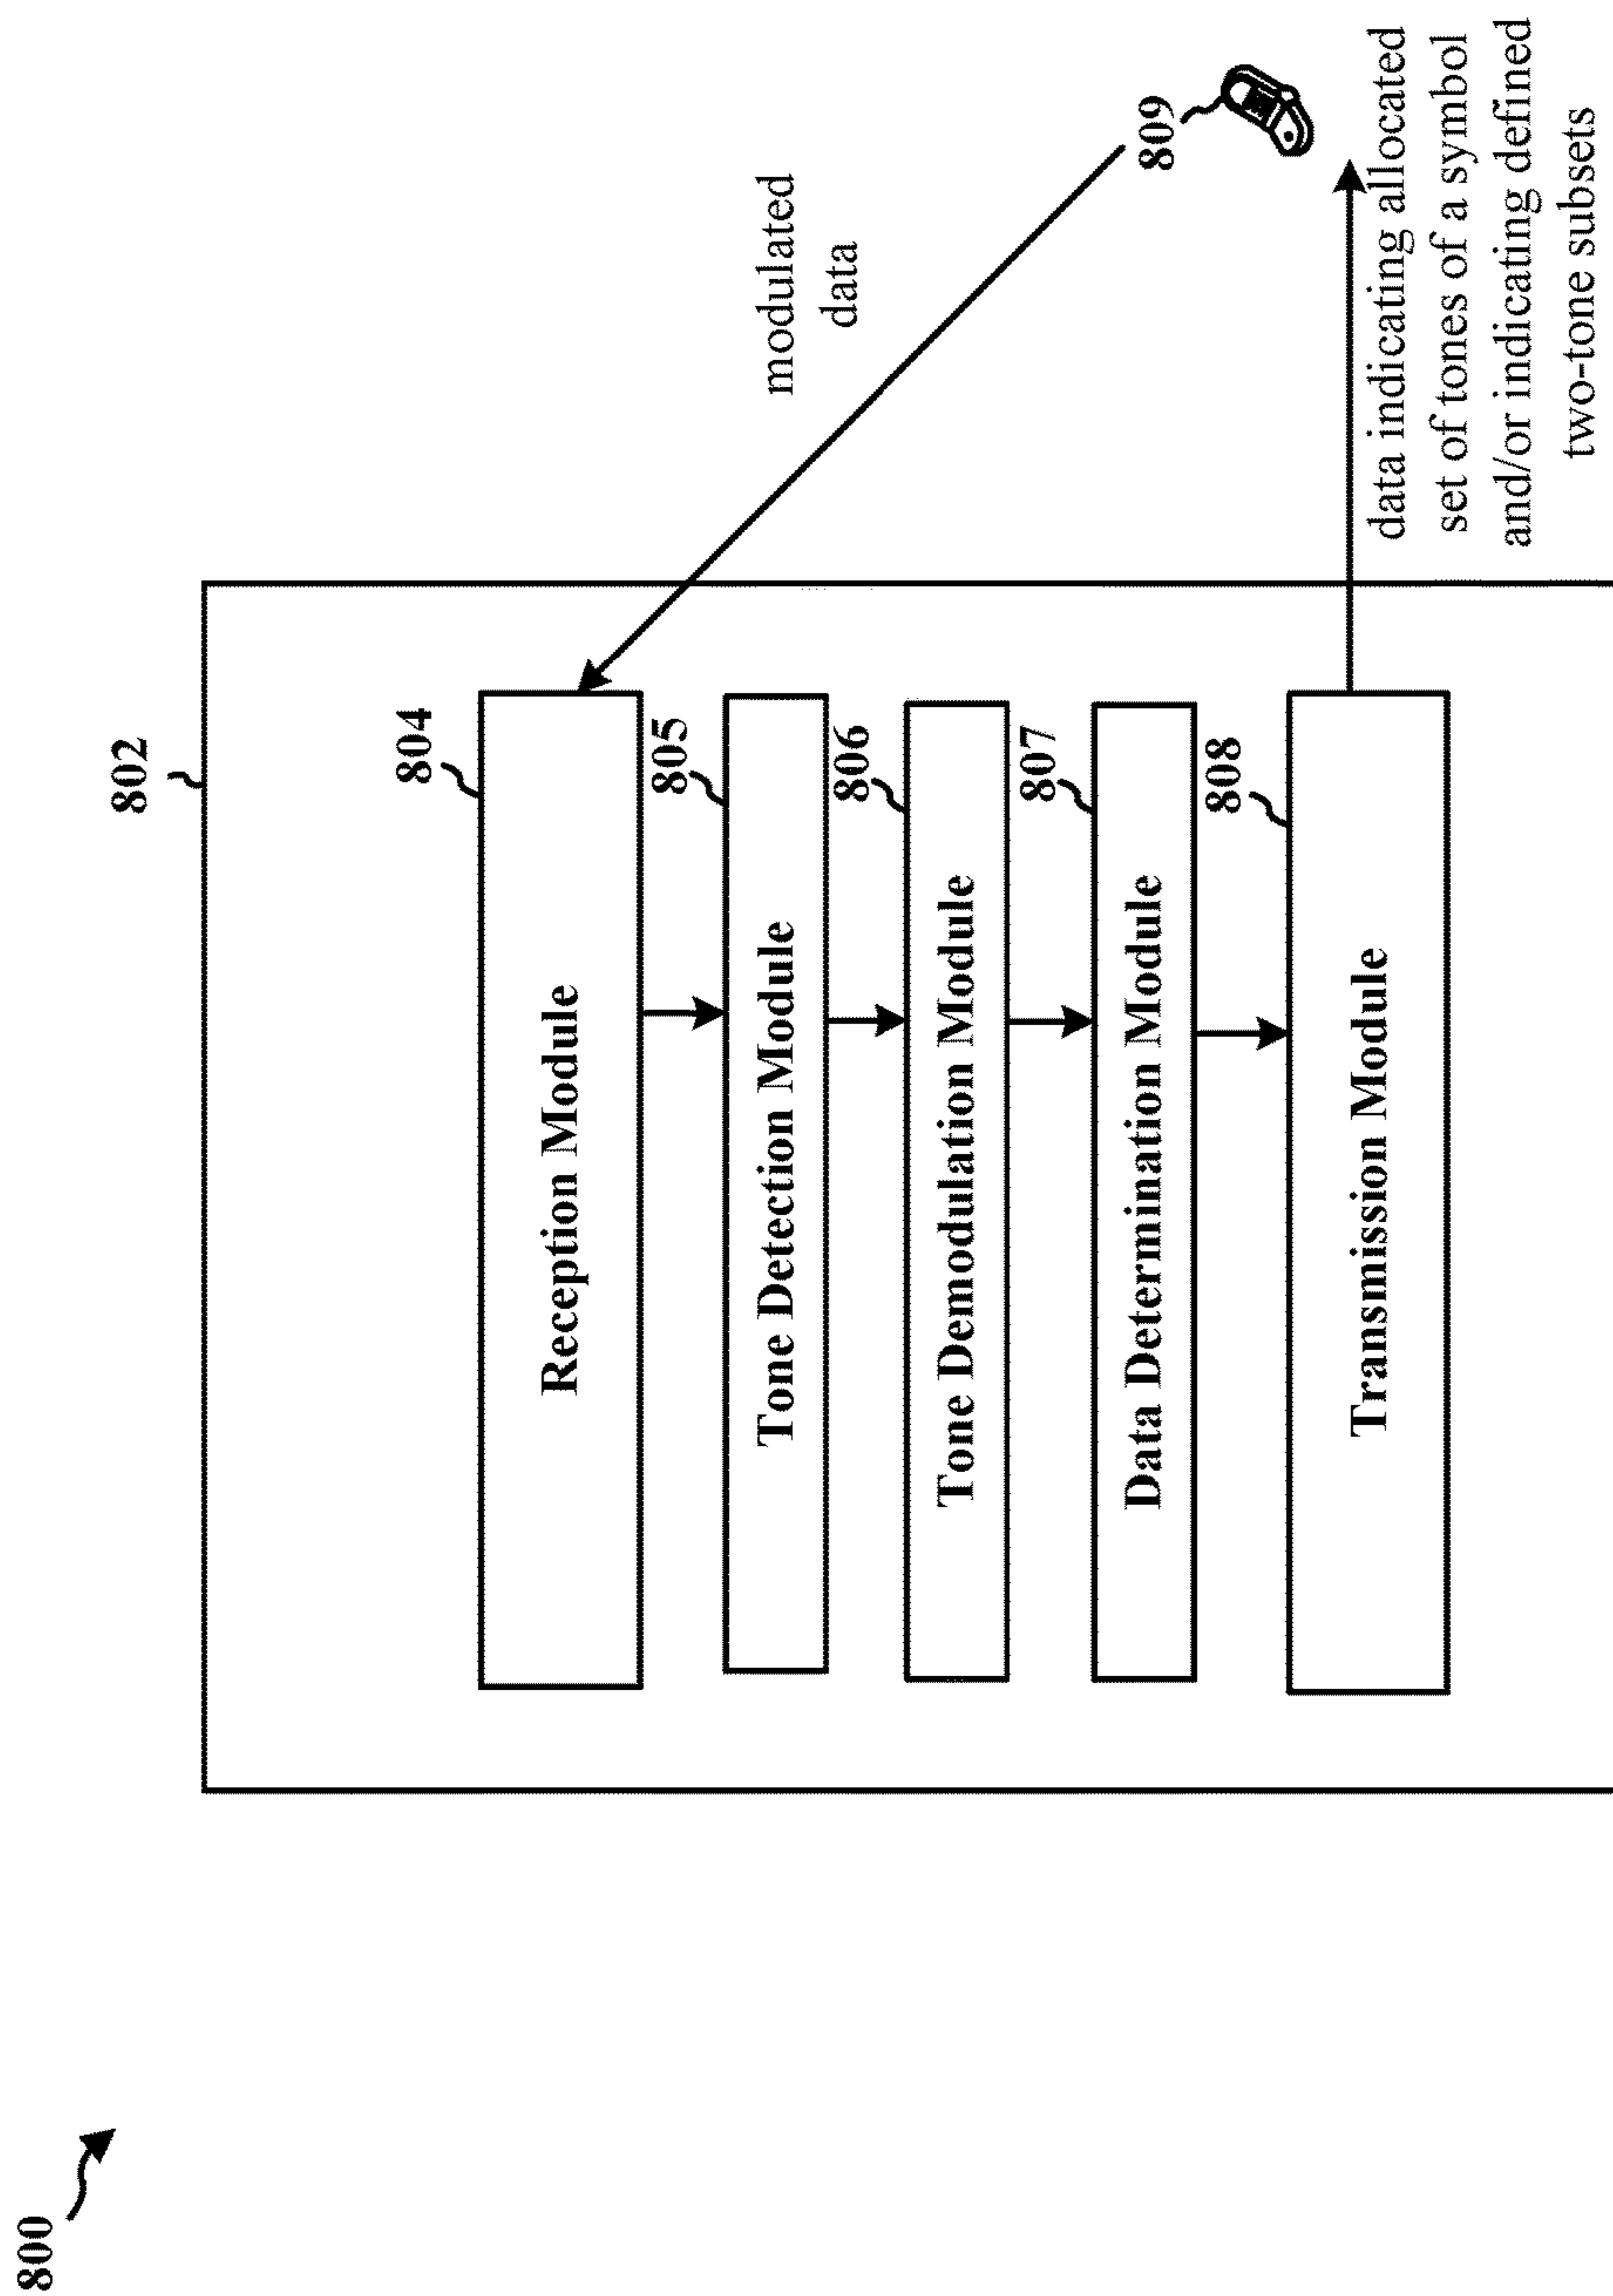 800
802
804
Reception Module
805
Tone Detection Module
806
Tone Demodulation Module
807
Data Determination Module
808
Transmission Module
modulated
data
809
data indicating allocated
set of tones of a symbol
and/or indicating defined
two-tone subsets